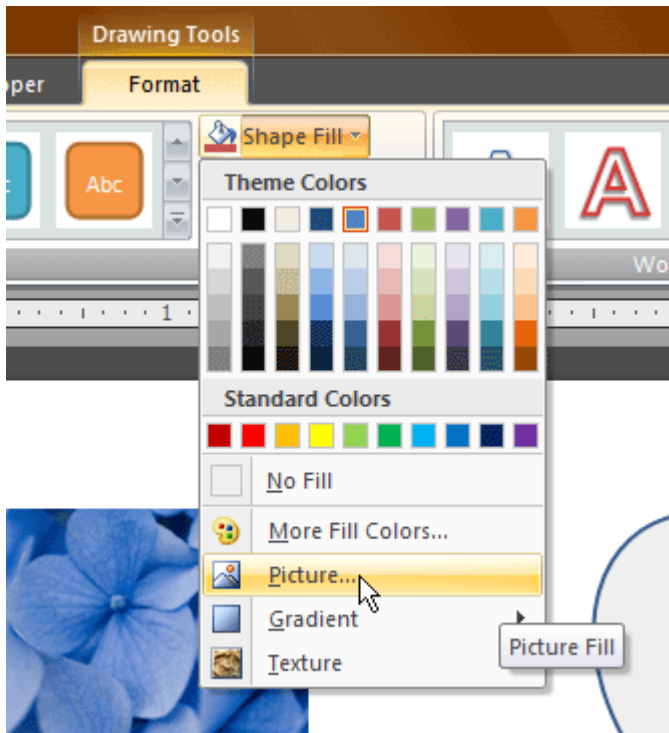 Drawing Tools
pper
Format
Abc
Shape Fill
A
Theme Colors
Wo
1
Standard Colors
No Fill
More Fill Colors...
Picture...
Gradient
Picture Fill
Texture